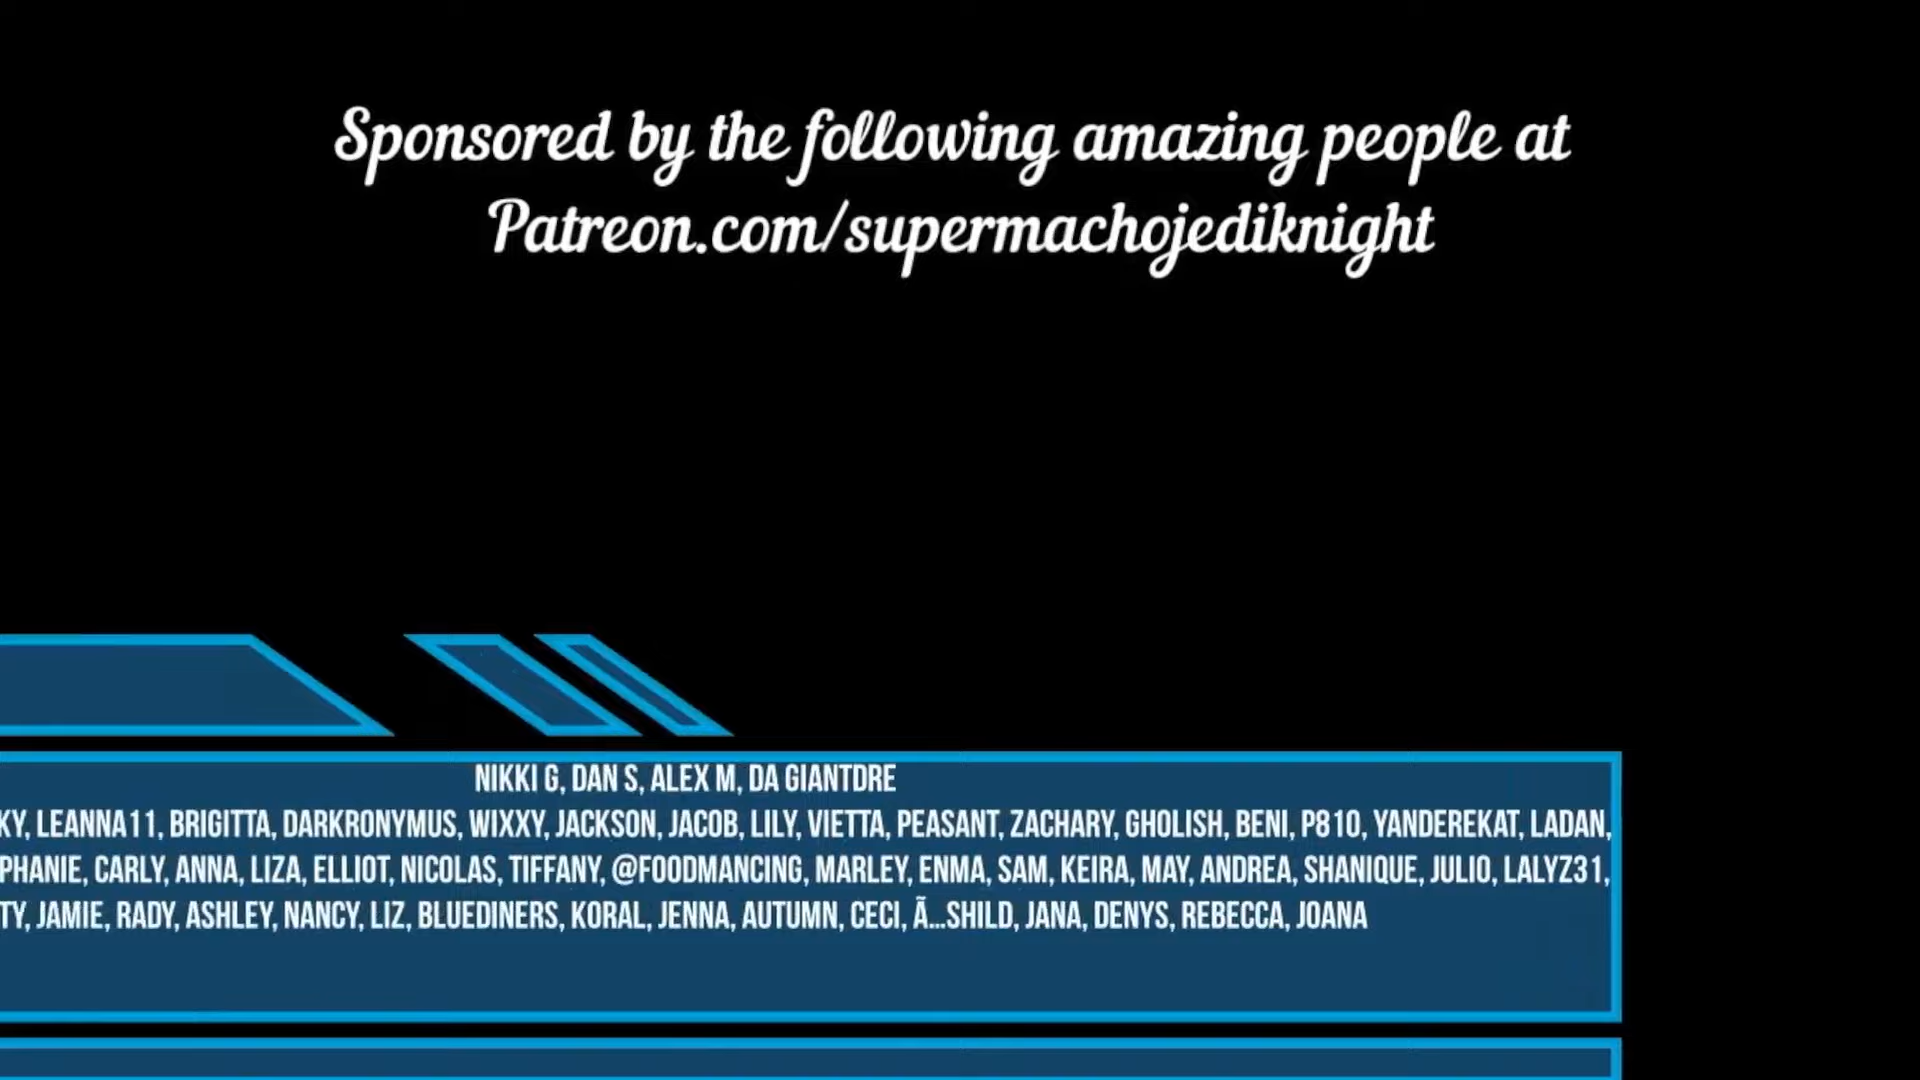 Sponsored by the following amazing people at
Patreon.com/supermachojediknight
NIKKI G, DAN S, ALEX M, DA GIANTDRE
KY, LEANNA11, BRIGITTA, DARKRONYMUS, WIXXY, JACKSON, JACOB, LILY, VIETTA, PEASANT, ZACHARY, GHOLISH, BENI, P810, YANDEREKAT, LADAN,
PHANIE, CARLY, ANNA, LIZA, ELLIOT, NICOLAS, TIFFANY, @FOODMANCING, MARLEY, ENMA, SAM, KEIRA, MAY, ANDREA, SHANIQUE, JULIO, LALYZ31,
TY, JAMIE, RADY, ASHLEY, NANCY, LIZ, BLUEDINERS, KORAL, JENNA, AUTUMN, CECI, Ã…SHILD, JANA, DENYS, REBECCA, JOANA